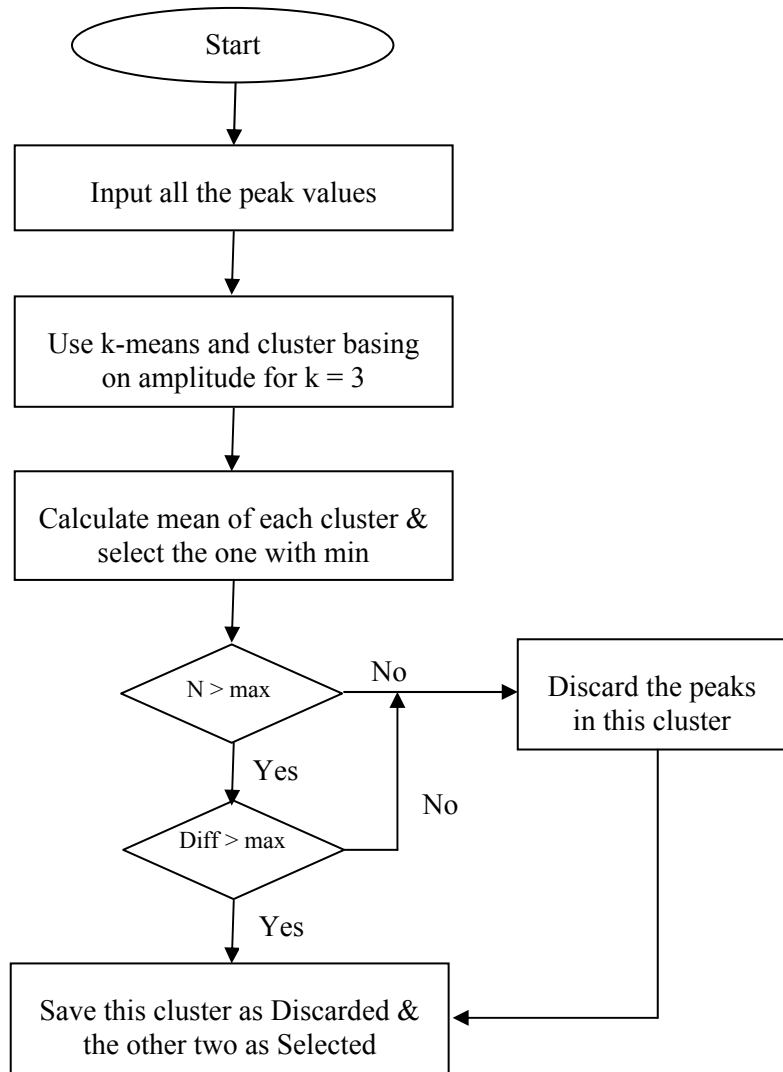 Start
Input all the peak values
Use k-means and cluster basing
on amplitude for k = 3
Calculate mean of each cluster &
select the one with min
N > max
No
Discard the peaks
in this cluster
Yes
No
Diff > max
Yes
Save this cluster as Discarded &
the other two as Selected